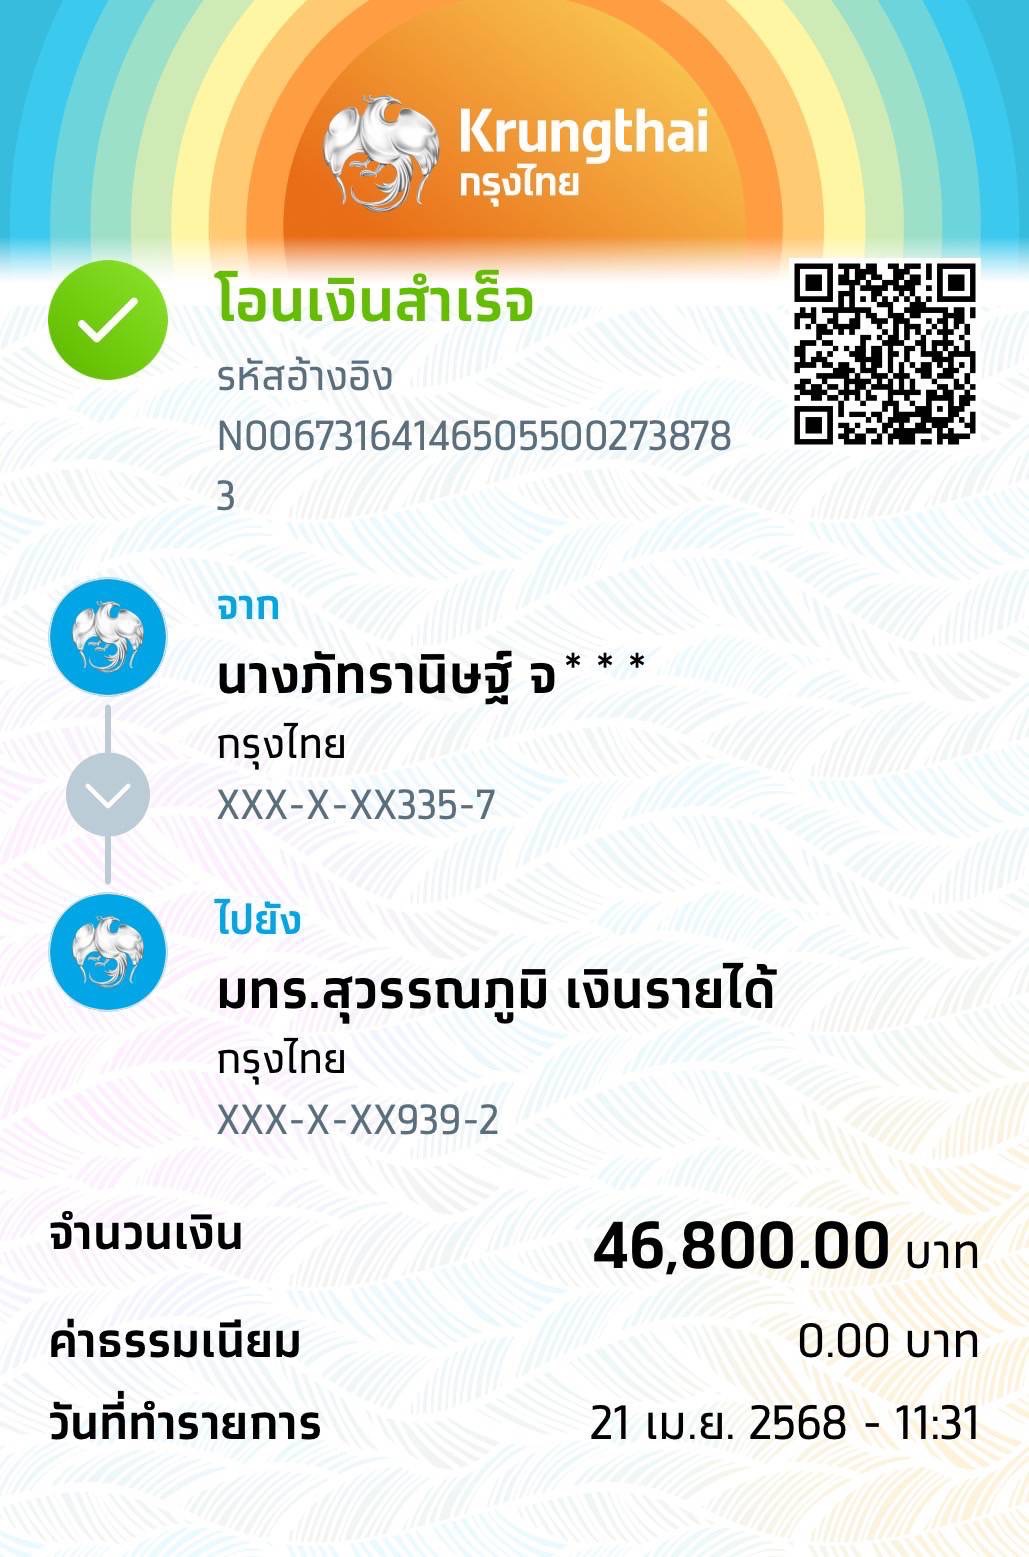 Krungthai
กรุงไทย
โอนเงินสำเร็จ
รหัสอ้างอิง
N00673164146505500273878
3
จาก
นางภัทรานิษฐ์ จ***
กรุงไทย
XXX-X-XX335-7
ไปยัง
มทร.สุวรรณภูมิ เงินรายได้
กรุงไทย
XXX-X-XX939-2
จำนวนเงิน 46,800.00 บาท
ค่าธรรมเนียม 0.00 บาท
วันที่ทำรายการ 21 เม.ย. 2568 - 11:31